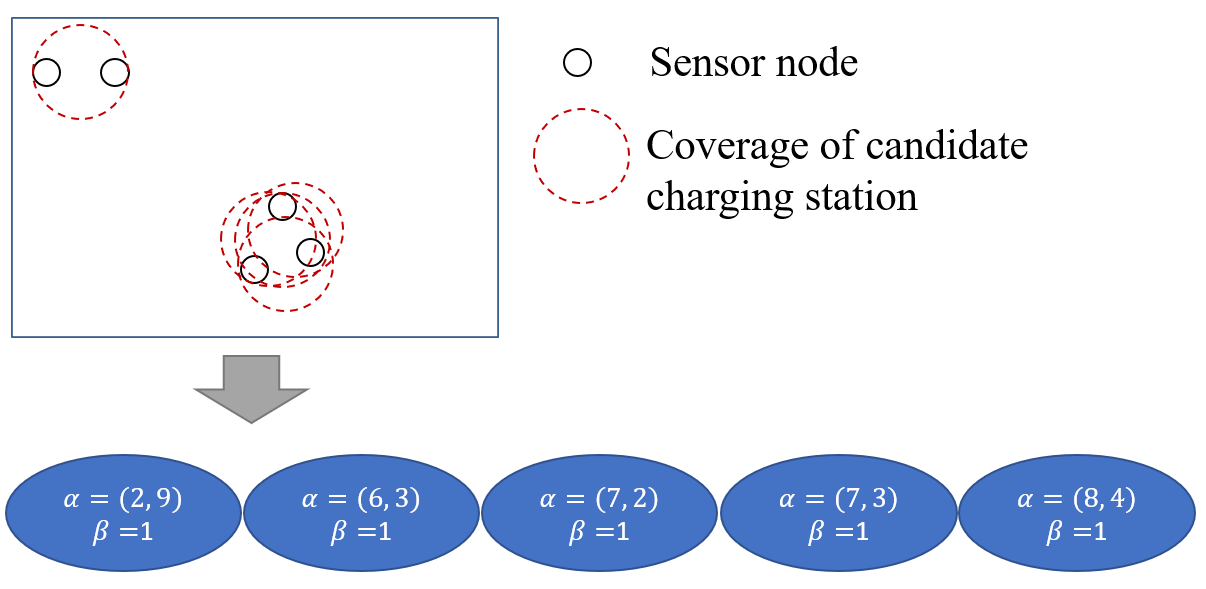 Sensor node
Coverage of candidate
charging station
α = (2, 9)
β =1
α = (6, 3)
β =1
α = (7, 2)
β =1
α = (7, 3)
β =1
α = (8, 4)
β =1